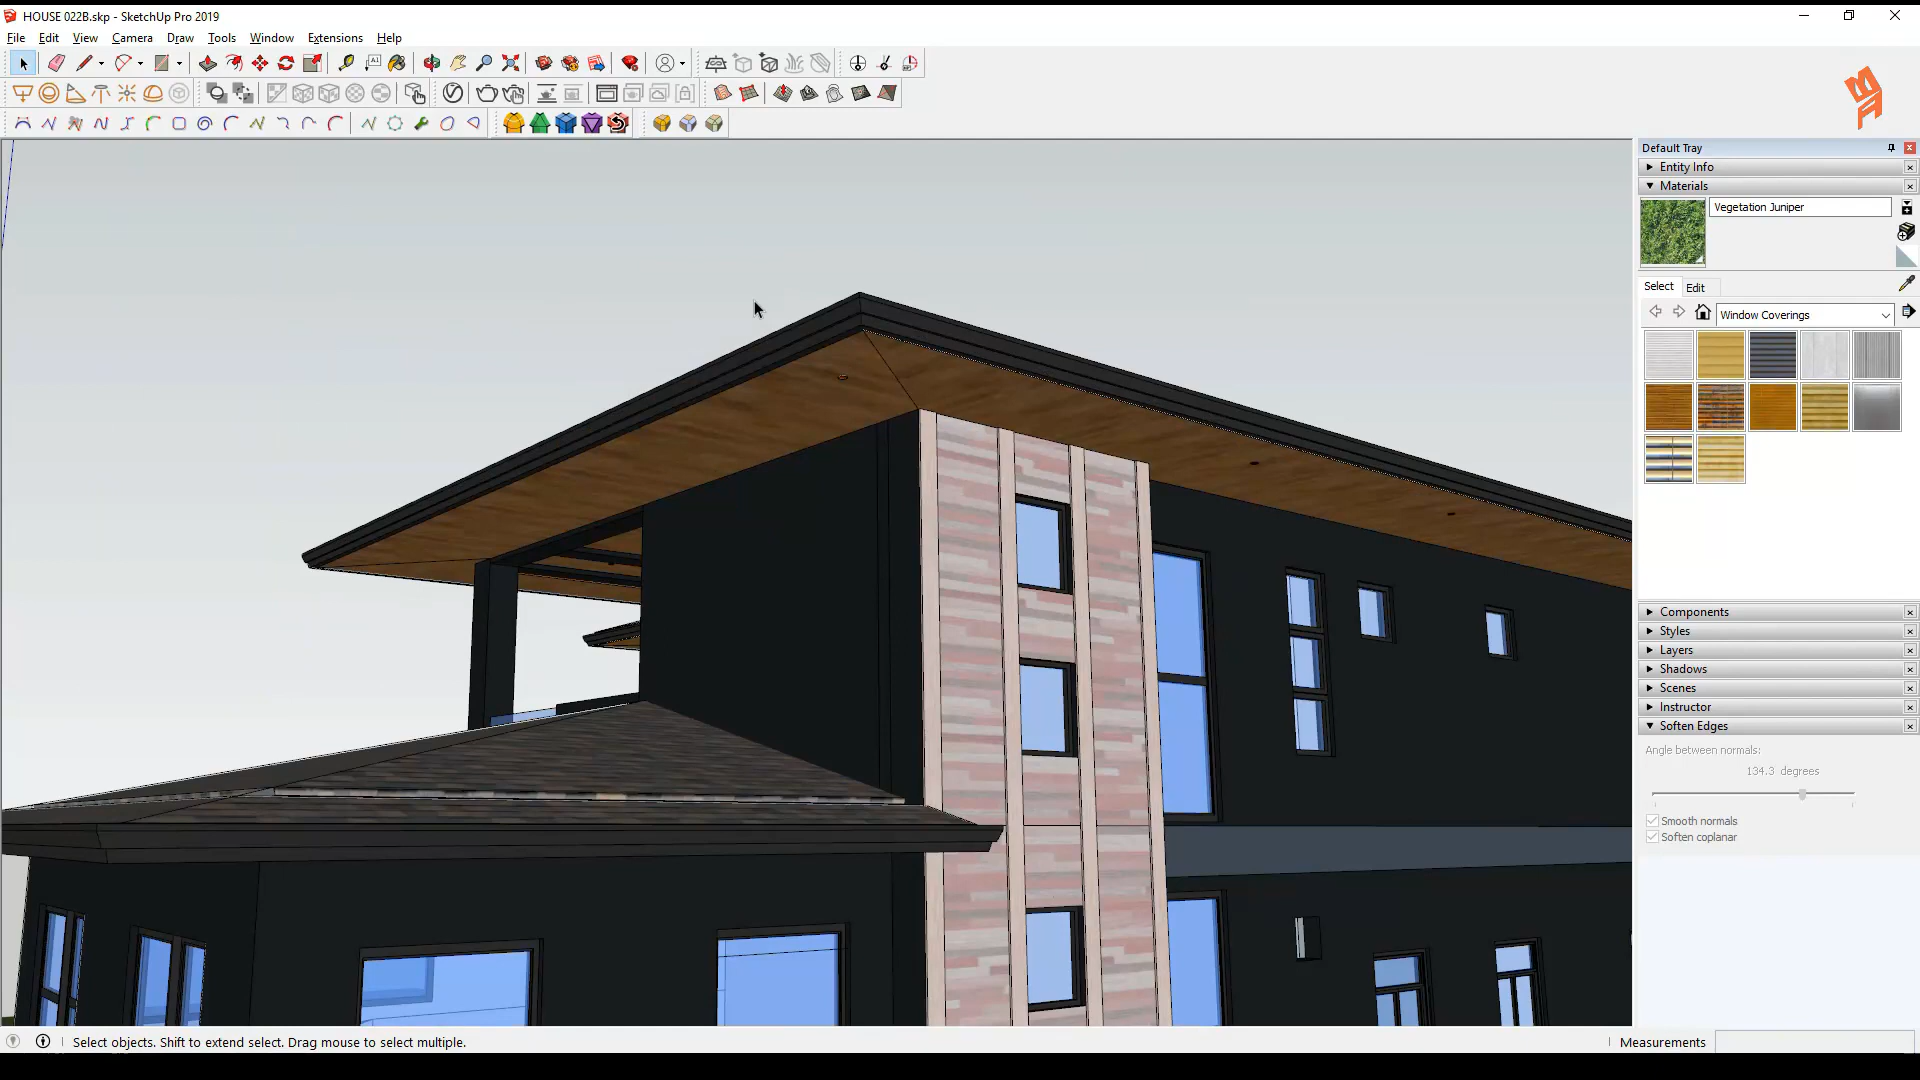 HOUSE 022B.skp - SketchUp Pro 2019
File Edit View Camera Draw Tools Window Extensions Help
Default Tray
Entity Info
Materials
Vegetation Juniper
Select Edit
Window Coverings
Components
Styles
Layers
Shadows
Scenes
Instructor
Soften Edges
Angle between normals:
134.3 degrees
Smooth normals
Soften coplanar
Select objects. Shift to extend select. Drag mouse to select multiple.
Measurements